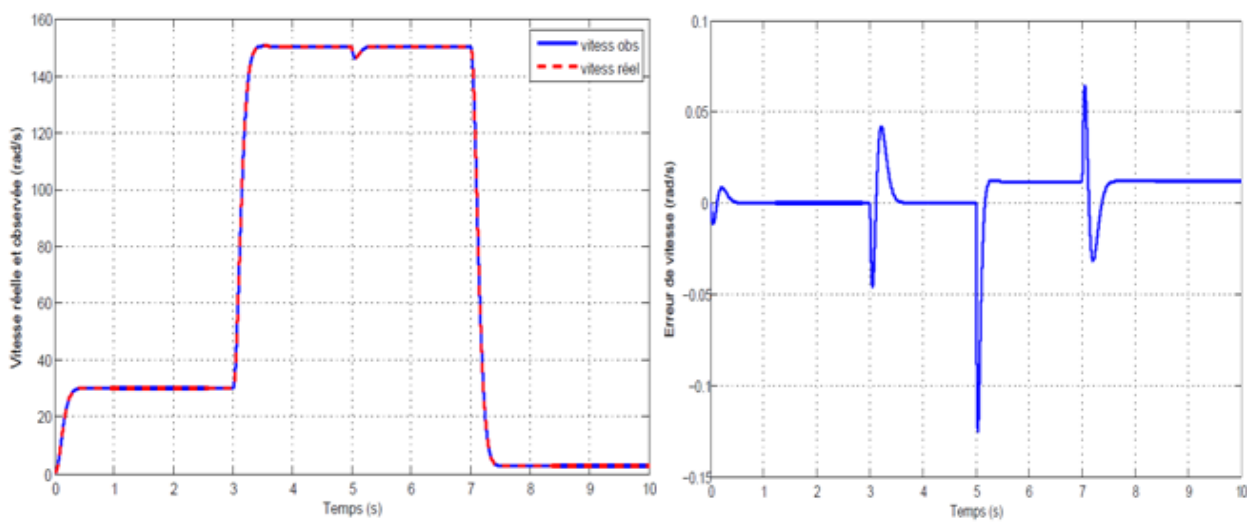 160
140
120
100
80
60
40
20
0
Vitesse réelle et observée (rad/s)
vitess obs
vitess réel
0 1 2 3 4 5 6 7 8 9 10
Temps (s)
0.1
0.05
0
−0.05
−0.1
−0.15
Erreur de vitesse (rad/s)
0 1 2 3 4 5 6 7 8 9 10
Temps (s)